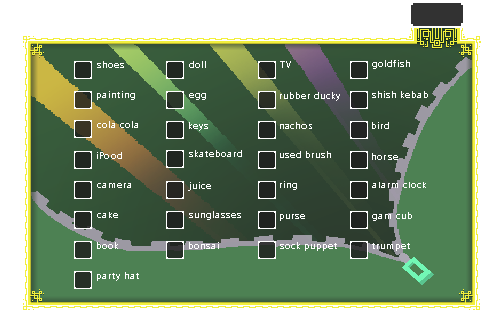 shoes doll TV goldfish
painting egg rubber ducky shish kebab
cola cola keys nachos bird
iPood skateboard used brush horse
camera juice ring alarm clock
cake sunglasses purse gam cub
book bonsai sock puppet trumpet
party hat